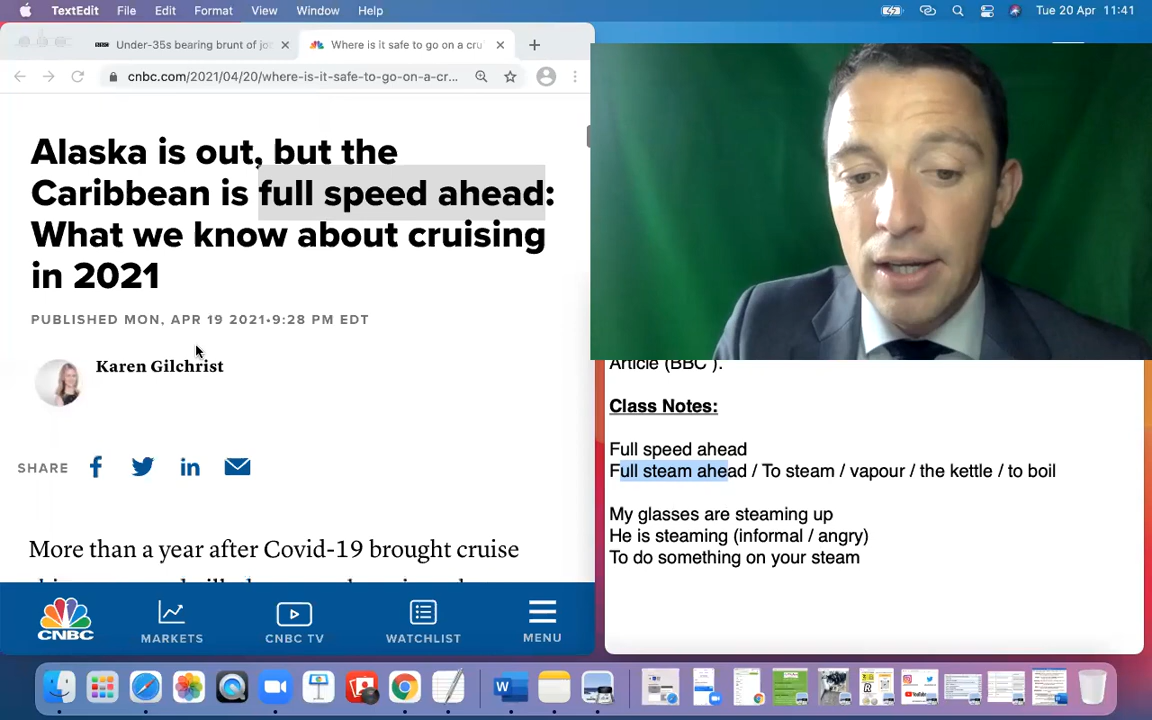 TextEdit File Edit Format View Window Help Tue 20 Apr 11:41
Under-35s bearing brunt of jo
Where is it safe to go on a cru
cnbc.com/2021/04/20/where-is-it-safe-to-go-on-a-cr...
Alaska is out, but the
Caribbean is full speed ahead:
What we know about cruising
in 2021
PUBLISHED MON, APR 19 2021•9:28 PM EDT
Karen Gilchrist
SHARE
More than a year after Covid-19 brought cruise
CNBC
MARKETS
CNBC TV
WATCHLIST
MENU
Article (BBC ).
Class Notes:
Full speed ahead
Full steam ahead / To steam / vapour / the kettle / to boil
My glasses are steaming up
He is steaming (informal / angry)
To do something on your steam